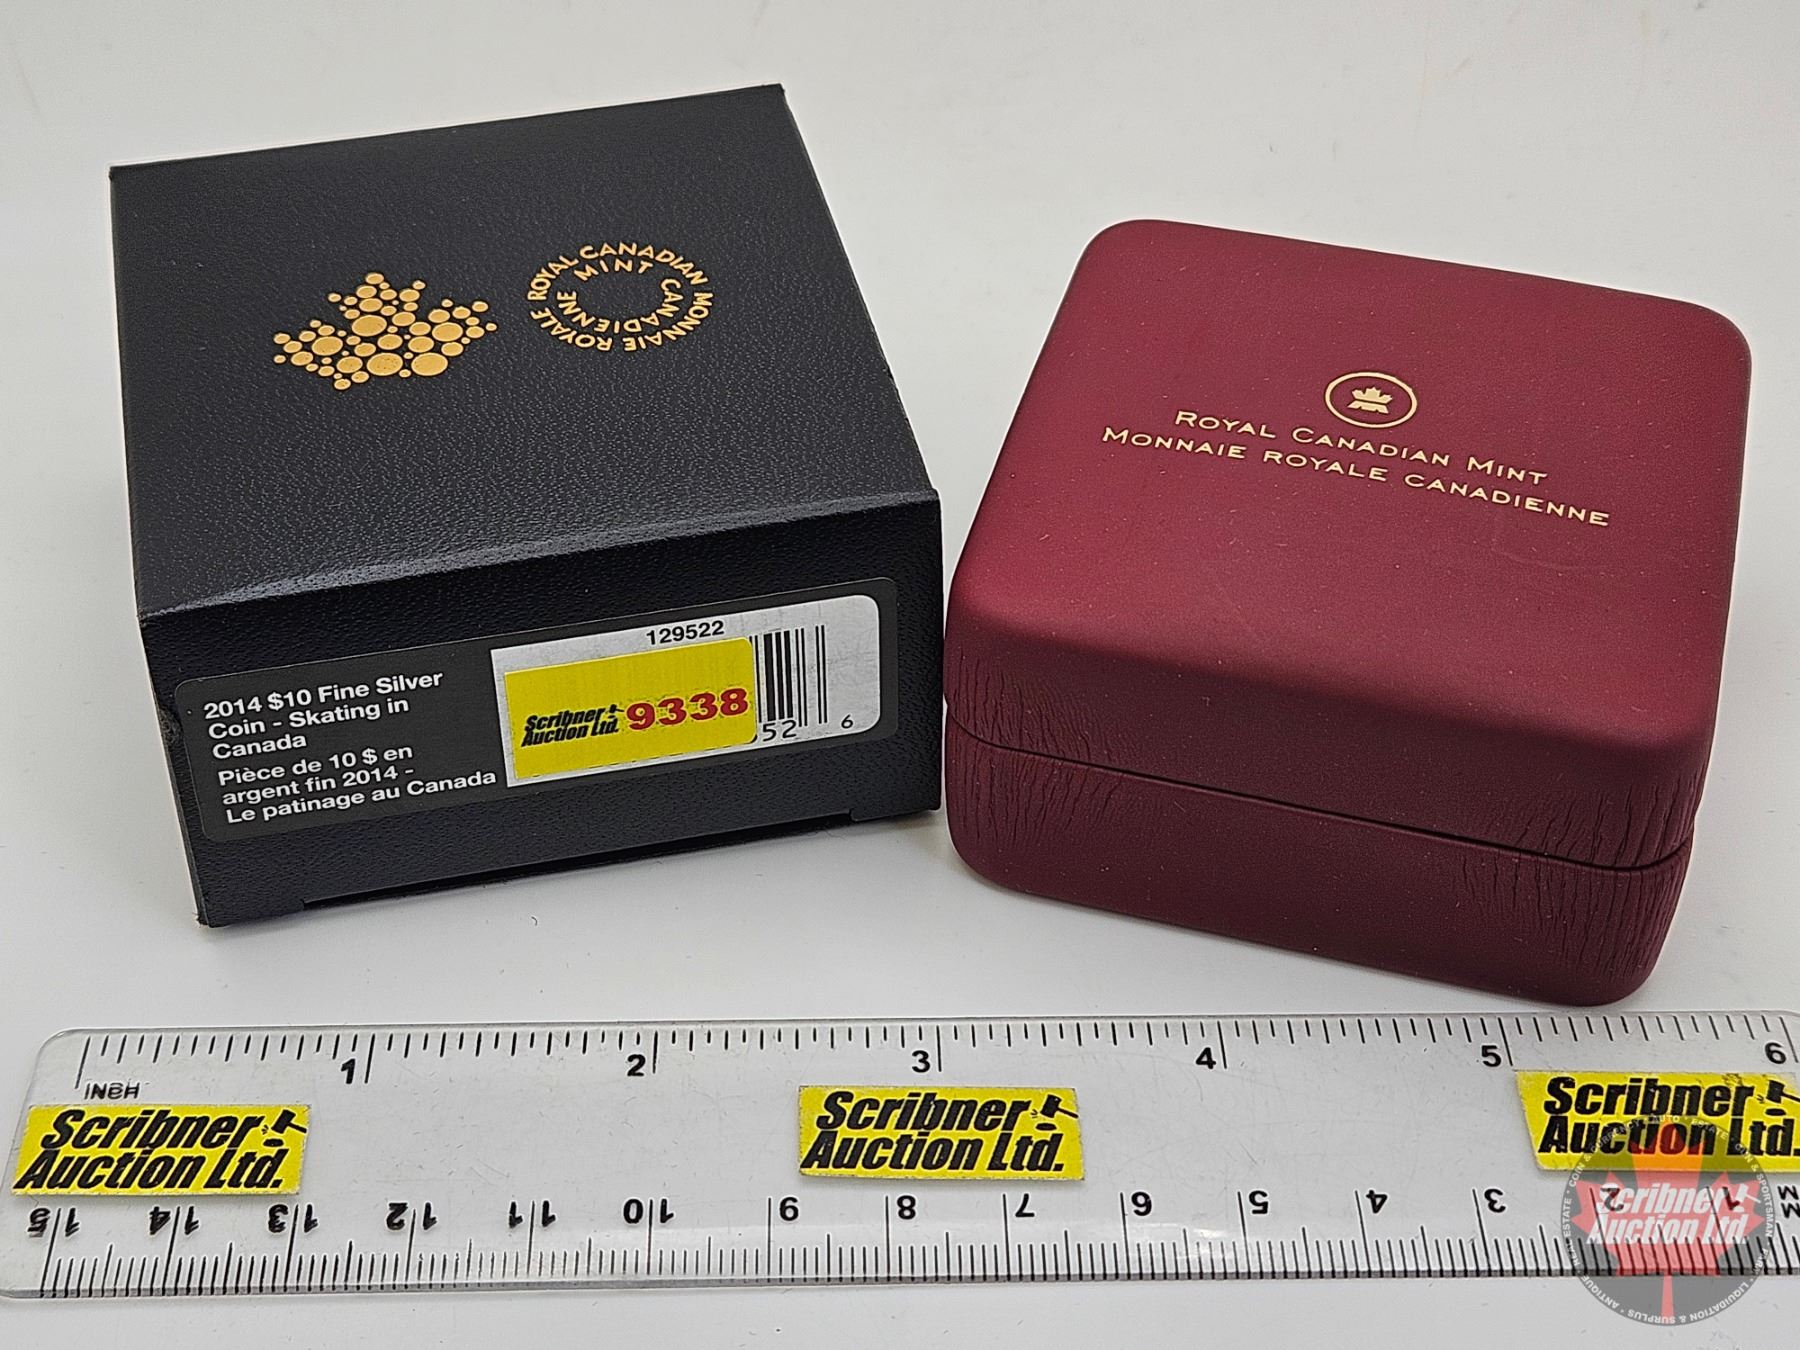 ROYAL CANADIAN MINT
MONNAIE ROYALE CANADIENNE
129522
2014 $10 Fine Silver
Coin - Skating in
Canada
Pièce de 10 $ en
argent fin 2014 -
Le patinage au Canada
Scribner
Auction Ltd.
9338
52 6
ROYAL CANADIAN MINT
MONNAIE ROYALE CANADIENNE
1 2 3 4 5 6
INCH
Scribner
Auction Ltd.
Scribner
Auction Ltd.
Scribner
Auction Ltd.
15 14 13 12 11 10 9 8 7 6 5 4 3 2 1
Scribner
Auction Ltd.